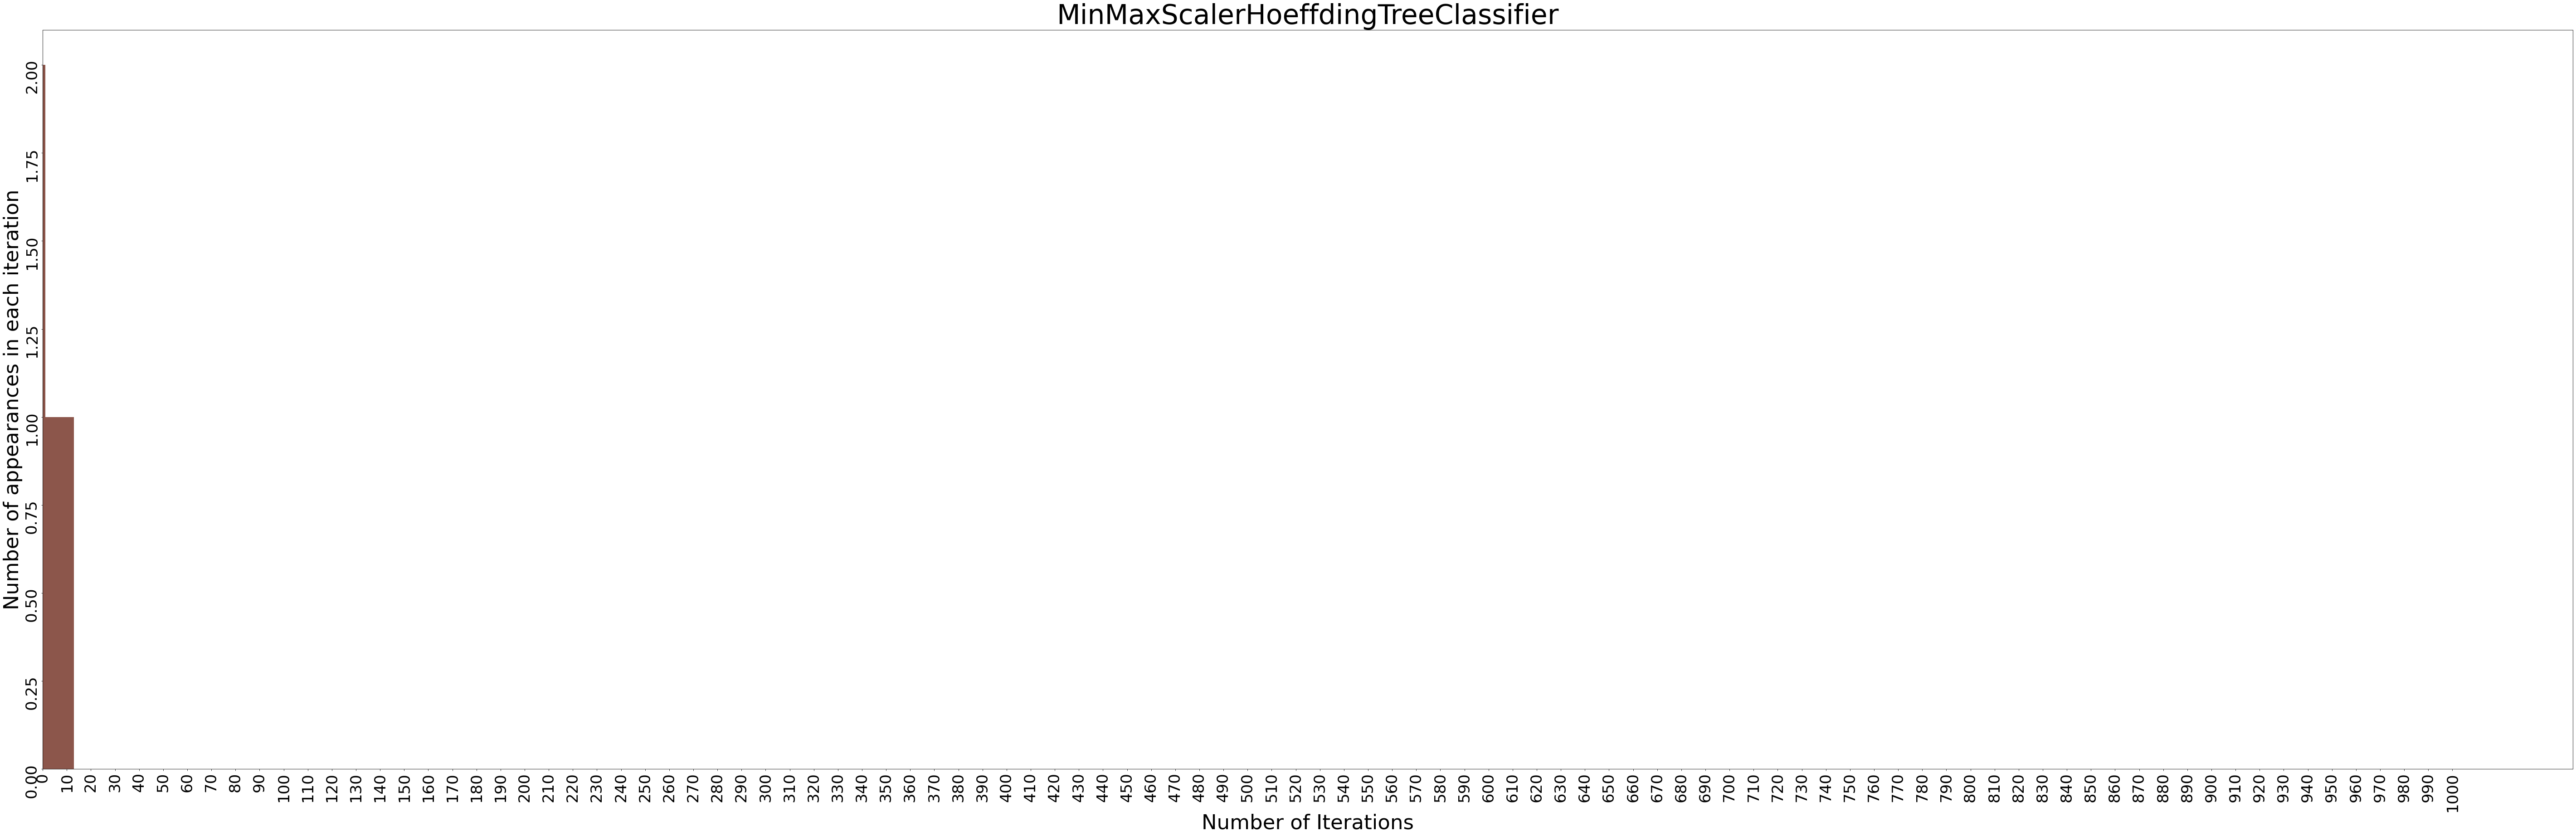 MinMaxScalerHoeffdingTreeClassifier
Number of appearances in each iteration
2.00
1.75
1.50
1.25
1.00
0.75
0.50
0.25
0.00
0 10 20 30 40 50 60 70 80 90 100 110 120 130 140 150 160 170 180 190 200 210 220 230 240 250 260 270 280 290 300 310 320 330 340 350 360 370 380 390 400 410 420 430 440 450 460 470 480 490 500 510 520 530 540 550 560 570 580 590 600 610 620 630 640 650 660 670 680 690 700 710 720 730 740 750 760 770 780 790 800 810 820 830 840 850 860 870 880 890 900 910 920 930 940 950 960 970 980 990 1000
Number of Iterations